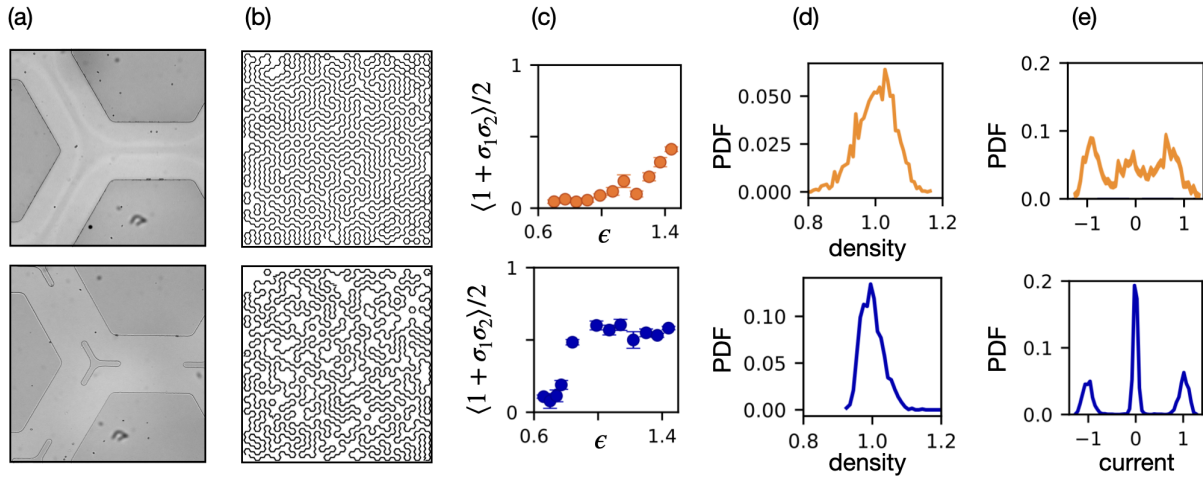 (a)
(b)
(c)
(d)
(e)
⟨1 + σ₁σ₂⟩/2
1
0
0.6
ϵ
1.4
PDF
0.050
0.025
0.000
0.8
1.0
1.2
density
PDF
0.2
0.1
0.0
−1
0
1
⟨1 + σ₁σ₂⟩/2
1
0
0.6
ϵ
1.4
PDF
0.10
0.05
0.00
0.8
1.0
1.2
density
PDF
0.2
0.1
0.0
−1
0
1
current